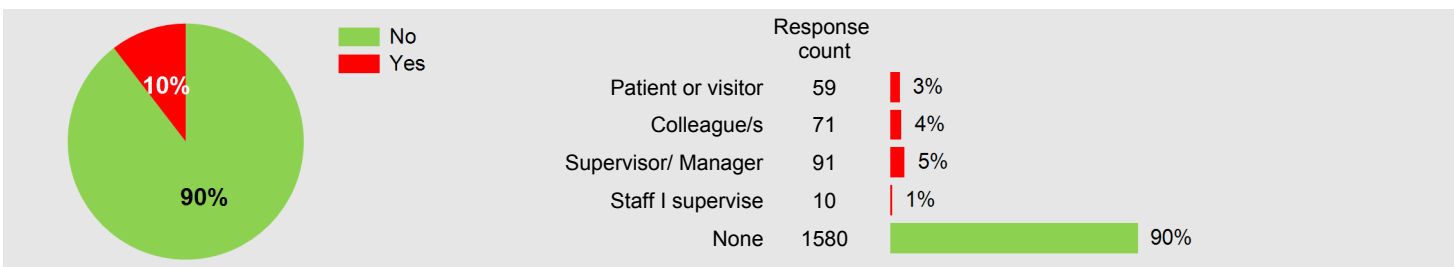 No
Yes
10%
90%
Response
count
Patient or visitor 59 3%
Colleague/s 71 4%
Supervisor/ Manager 91 5%
Staff I supervise 10 1%
None 1580 90%